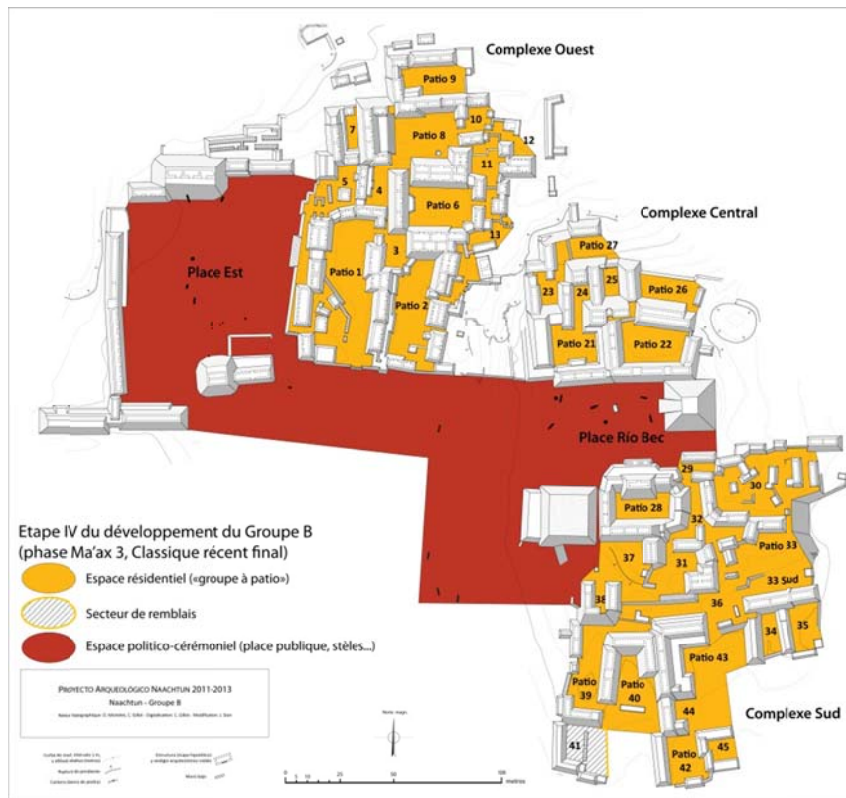 Complexe Ouest
Patio 9
10
7
Patio 8
12
11
5
4
Patio 6
Complexe Central
13
Patio 27
3
Place Est
Patio 1
25
23
24
Patio 26
Patio 2
Patio 21
Patio 22
Place Río Bec
29
30
Patio 28
32
Patio 33
37
31
33 Sud
38
36
34
35
Patio 43
Patio
39
Patio
40
44
Complexe Sud
41
45
Patio
42
Etape IV du développement du Groupe B
(phase Ma'ax 3, Classique récent final)
Espace résidentiel («groupe à patio»)
Secteur de remblais
Espace politico-cérémoniel (place publique, stèles...)
PROYECTO ARQUEOLÓGICO NAACHTUN 2011-2013
Naachtun - Groupe B
0 5 10 25 50 100
metros